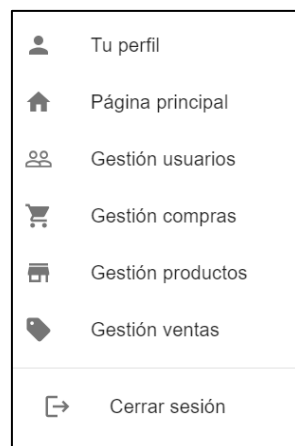 Tu perfil
Página principal
Gestión usuarios
Gestión compras
Gestión productos
Gestión ventas
Cerrar sesión